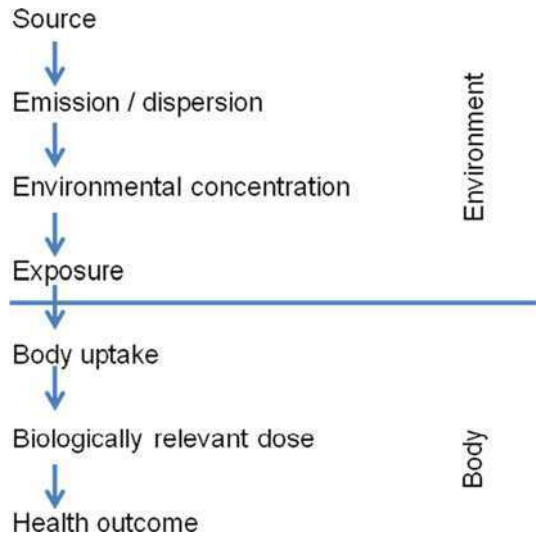 Source
Emission / dispersion
Environmental concentration
Exposure
Environment
Body uptake
Biologically relevant dose
Health outcome
Body